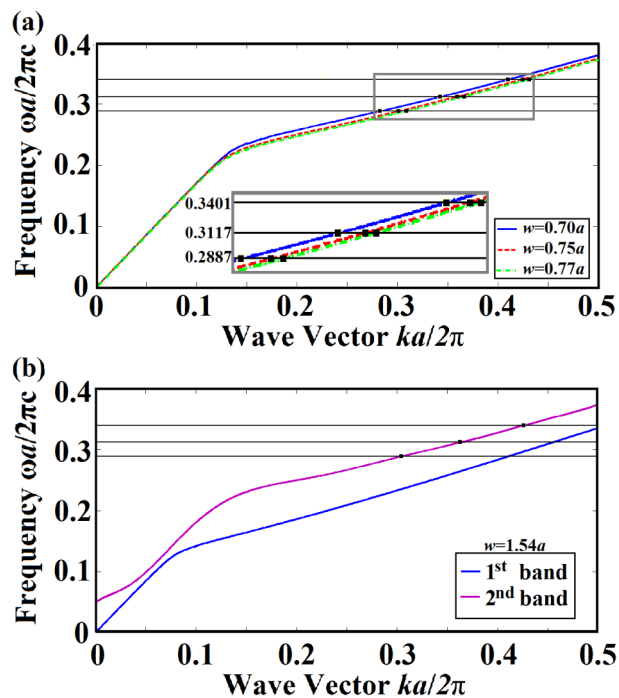 (a)
Frequency ωa/2πc
0.4
0.3
0.2
0.1
0
0.3401
0.3117
0.2887
w=0.70a
w=0.75a
w=0.77a
0 0.1 0.2 0.3 0.4 0.5
Wave Vector ka/2π
(b)
Frequency ωa/2πc
0.4
0.3
0.2
0.1
0
w=1.54a
1st band
2nd band
0 0.1 0.2 0.3 0.4 0.5
Wave Vector ka/2π